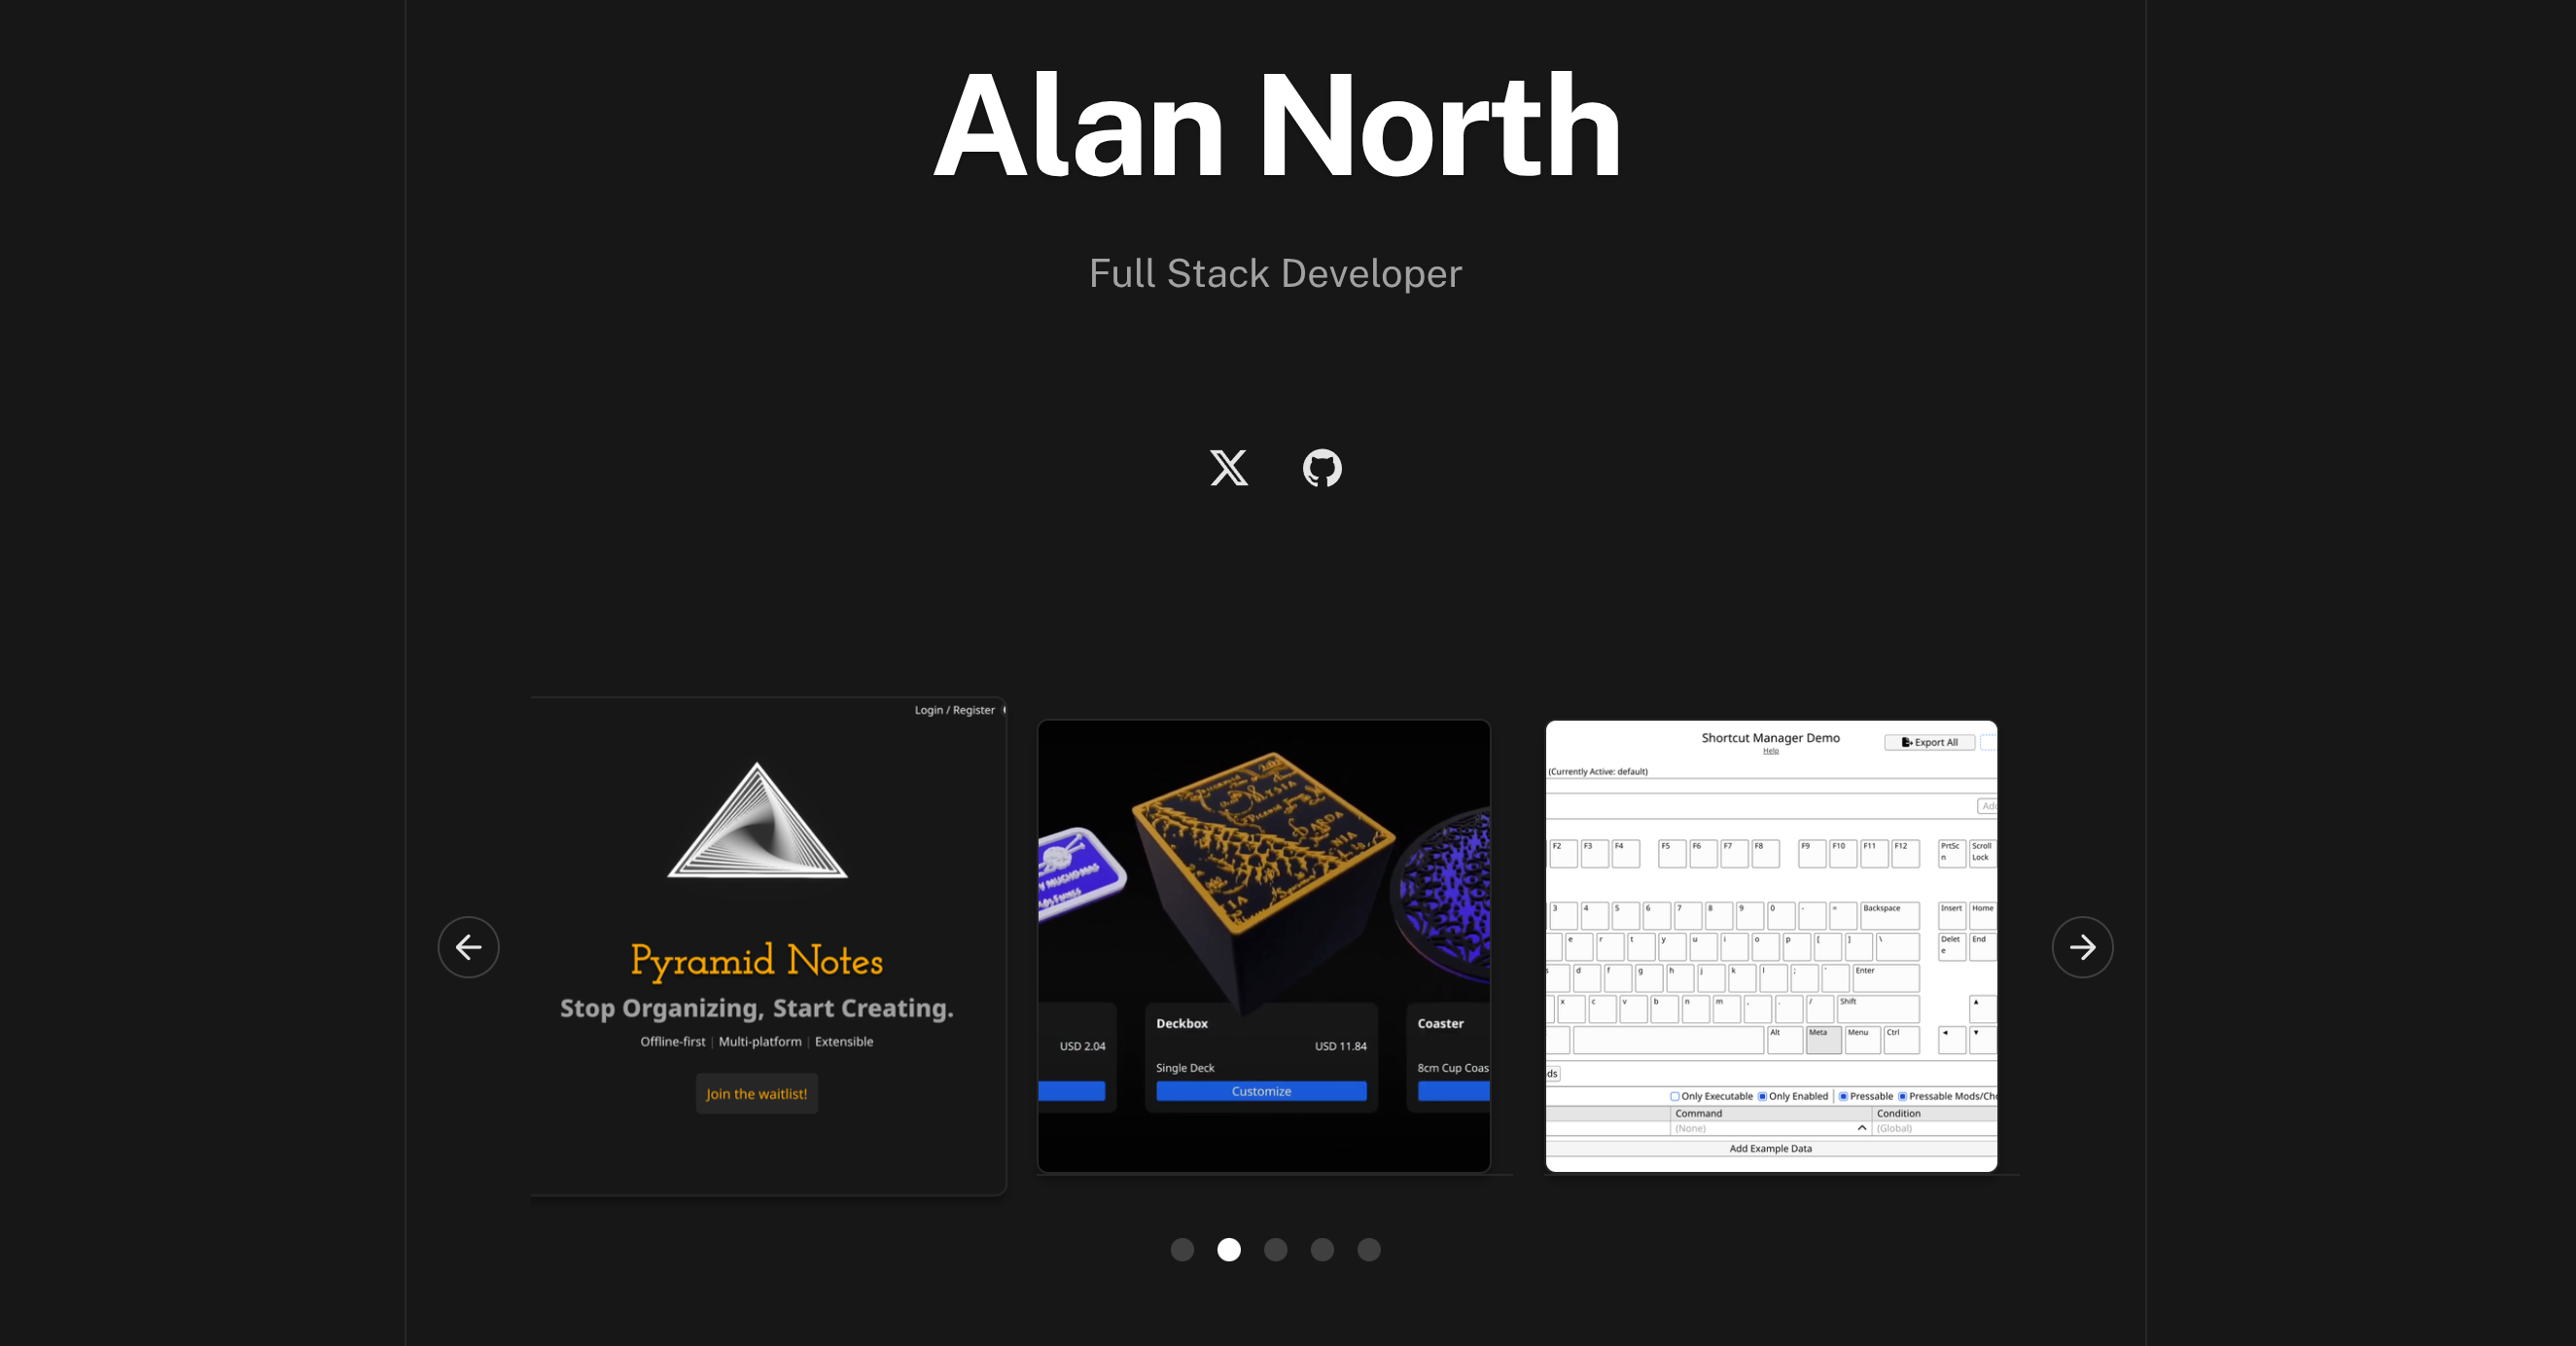 Alan North
Full Stack Developer
Login / Register
Pyramid Notes
Stop Organizing, Start Creating.
Offline-first | Multi-platform | Extensible
Join the waitlist!
USD 2.04
Deckbox
USD 11.84
Single Deck
Customize
Coaster
8cm Cup Coas
Shortcut Manager Demo
Help
Export All
(Currently Active: default)
Add
F2 F3 F4 F5 F6 F7 F8 F9 F10 F11 F12 PrtSc
n Scroll
Lock
3 4 5 6 7 8 9 0 - = Backspace Insert Home
e r t y u i o p [ ] \ Delet
e End
s d f g h j k l ; ' Enter
x c v b n m , . / Shift ▲
Alt Meta Menu Ctrl ◄ ▼
ds
Only Executable Only Enabled | Pressable Pressable Mods/Cho
Command Condition
(None) (Global)
Add Example Data